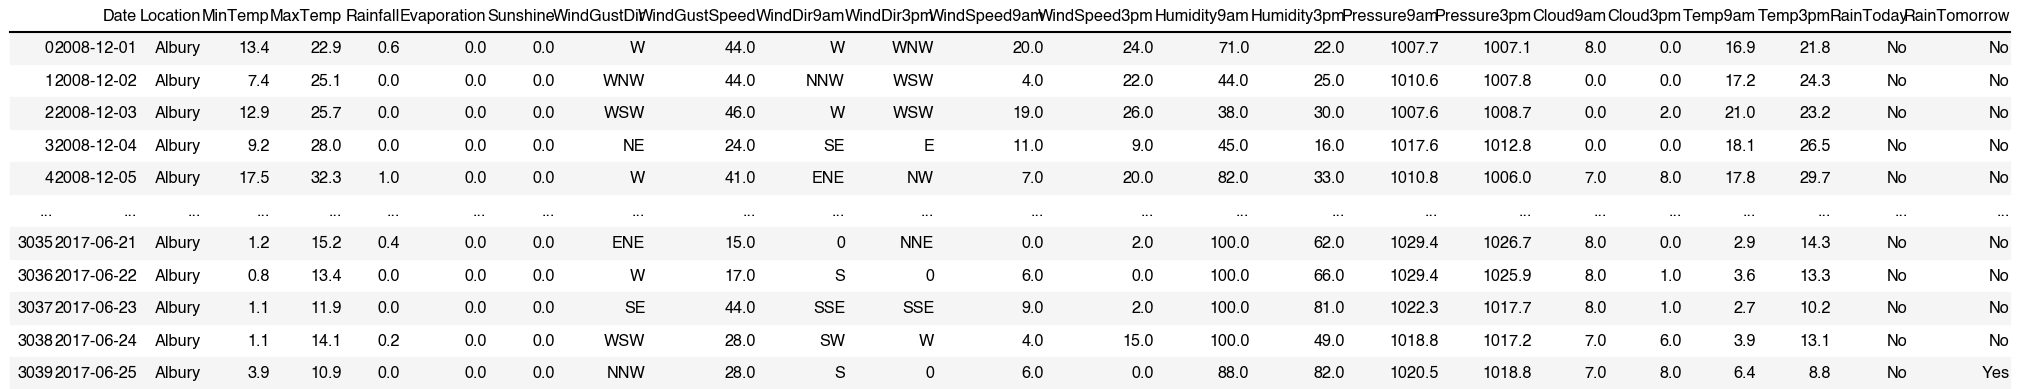 Date Location MinTemp MaxTemp Rainfall Evaporation Sunshine WindGustDir WindGustSpeed WindDir9am WindDir3pm WindSpeed9am WindSpeed3pm Humidity9am Humidity3pm Pressure9am Pressure3pm Cloud9am Cloud3pm Temp9am Temp3pm RainToday RainTomorrow
0 2008-12-01 Albury 13.4 22.9 0.6 0.0 0.0 W 44.0 W WNW 20.0 24.0 71.0 22.0 1007.7 1007.1 8.0 0.0 16.9 21.8 No No
1 2008-12-02 Albury 7.4 25.1 0.0 0.0 0.0 WNW 44.0 NNW WSW 4.0 22.0 44.0 25.0 1010.6 1007.8 0.0 0.0 17.2 24.3 No No
2 2008-12-03 Albury 12.9 25.7 0.0 0.0 0.0 WSW 46.0 W WSW 19.0 26.0 38.0 30.0 1007.6 1008.7 0.0 2.0 21.0 23.2 No No
3 2008-12-04 Albury 9.2 28.0 0.0 0.0 0.0 NE 24.0 SE E 11.0 9.0 45.0 16.0 1017.6 1012.8 0.0 0.0 18.1 26.5 No No
4 2008-12-05 Albury 17.5 32.3 1.0 0.0 0.0 W 41.0 ENE NW 7.0 20.0 82.0 33.0 1010.8 1006.0 7.0 8.0 17.8 29.7 No No
... ... ... ... ... ... ... ... ... ... ... ... ... ... ... ... ... ... ... ... ... ... ... ...
3035 2017-06-21 Albury 1.2 15.2 0.4 0.0 0.0 ENE 15.0 0 NNE 0.0 2.0 100.0 62.0 1029.4 1026.7 8.0 0.0 2.9 14.3 No No
3036 2017-06-22 Albury 0.8 13.4 0.0 0.0 0.0 W 17.0 S 0 6.0 0.0 100.0 66.0 1029.4 1025.9 8.0 1.0 3.6 13.3 No No
3037 2017-06-23 Albury 1.1 11.9 0.0 0.0 0.0 SE 44.0 SSE SSE 9.0 2.0 100.0 81.0 1022.3 1017.7 8.0 1.0 2.7 10.2 No No
3038 2017-06-24 Albury 1.1 14.1 0.2 0.0 0.0 WSW 28.0 SW W 4.0 15.0 100.0 49.0 1018.8 1017.2 7.0 6.0 3.9 13.1 No No
3039 2017-06-25 Albury 3.9 10.9 0.0 0.0 0.0 NNW 28.0 S 0 6.0 0.0 88.0 82.0 1020.5 1018.8 7.0 8.0 6.4 8.8 No Yes